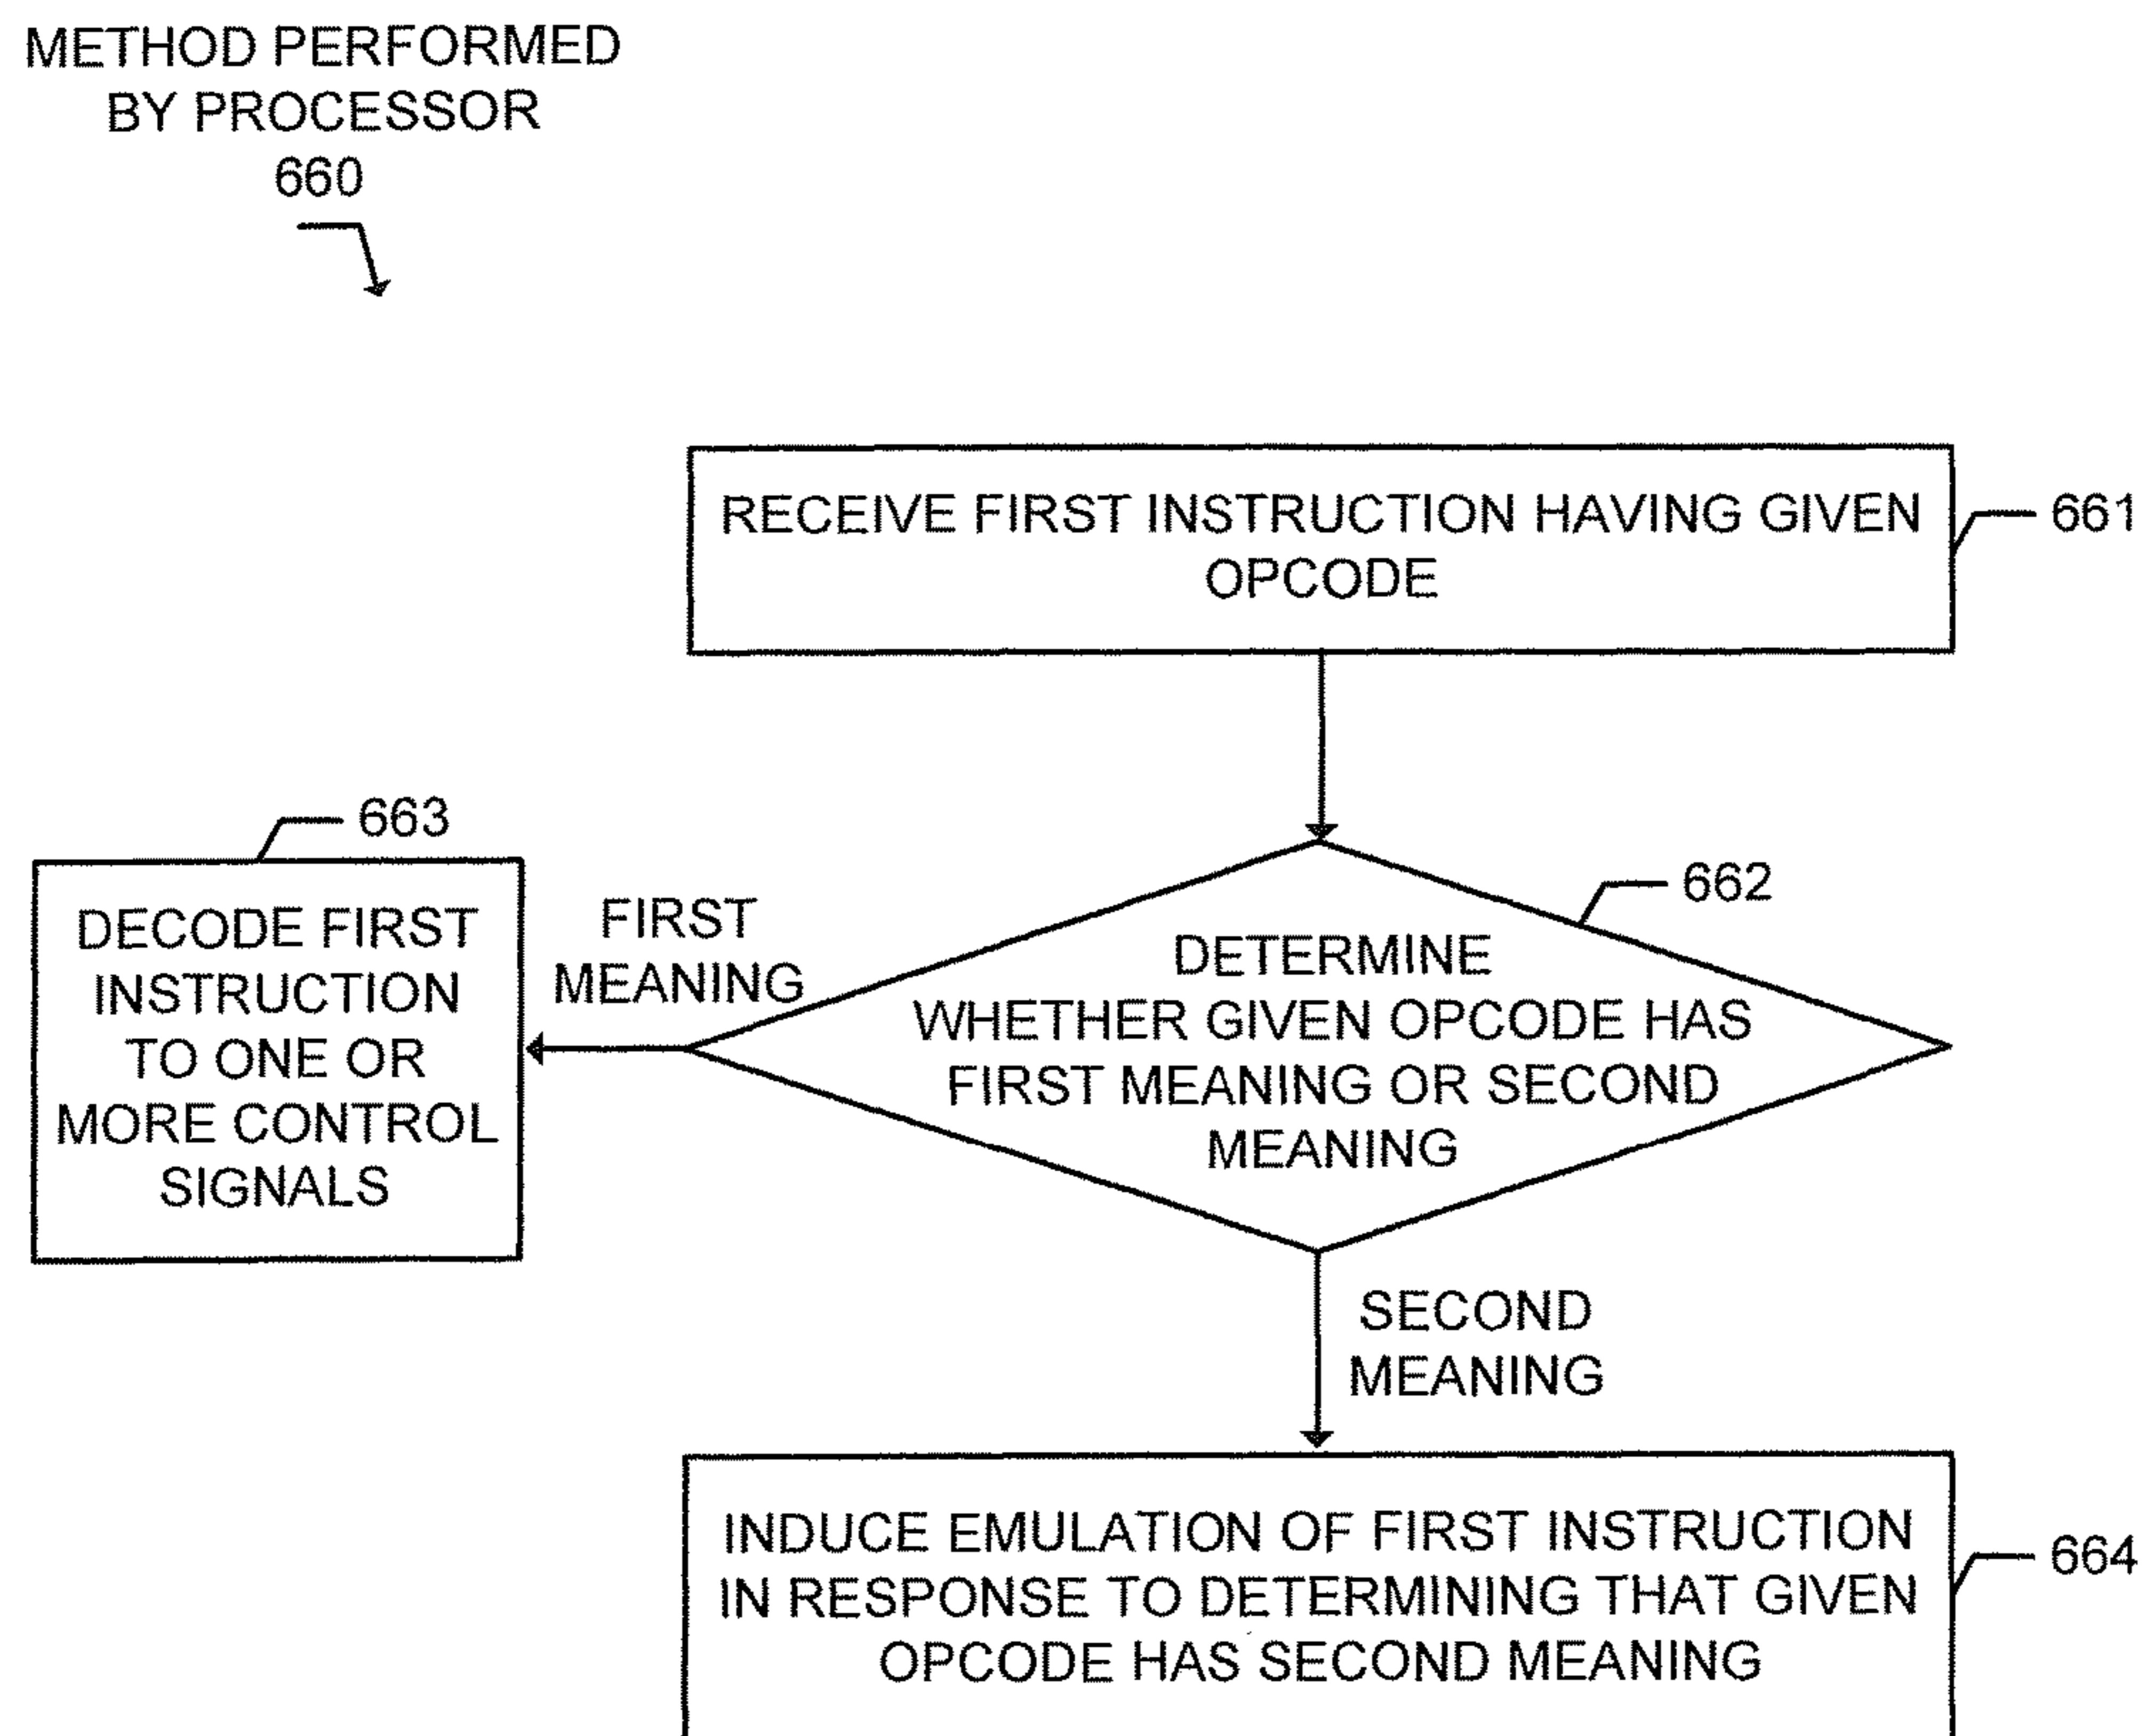 METHOD PERFORMED
BY PROCESSOR
660
RECEIVE FIRST INSTRUCTION HAVING GIVEN
OPCODE
661
663
DECODE FIRST
INSTRUCTION
TO ONE OR
MORE CONTROL
SIGNALS
FIRST
MEANING
662
DETERMINE
WHETHER GIVEN OPCODE HAS
FIRST MEANING OR SECOND
MEANING
SECOND
MEANING
INDUCE EMULATION OF FIRST INSTRUCTION
IN RESPONSE TO DETERMINING THAT GIVEN
OPCODE HAS SECOND MEANING
664